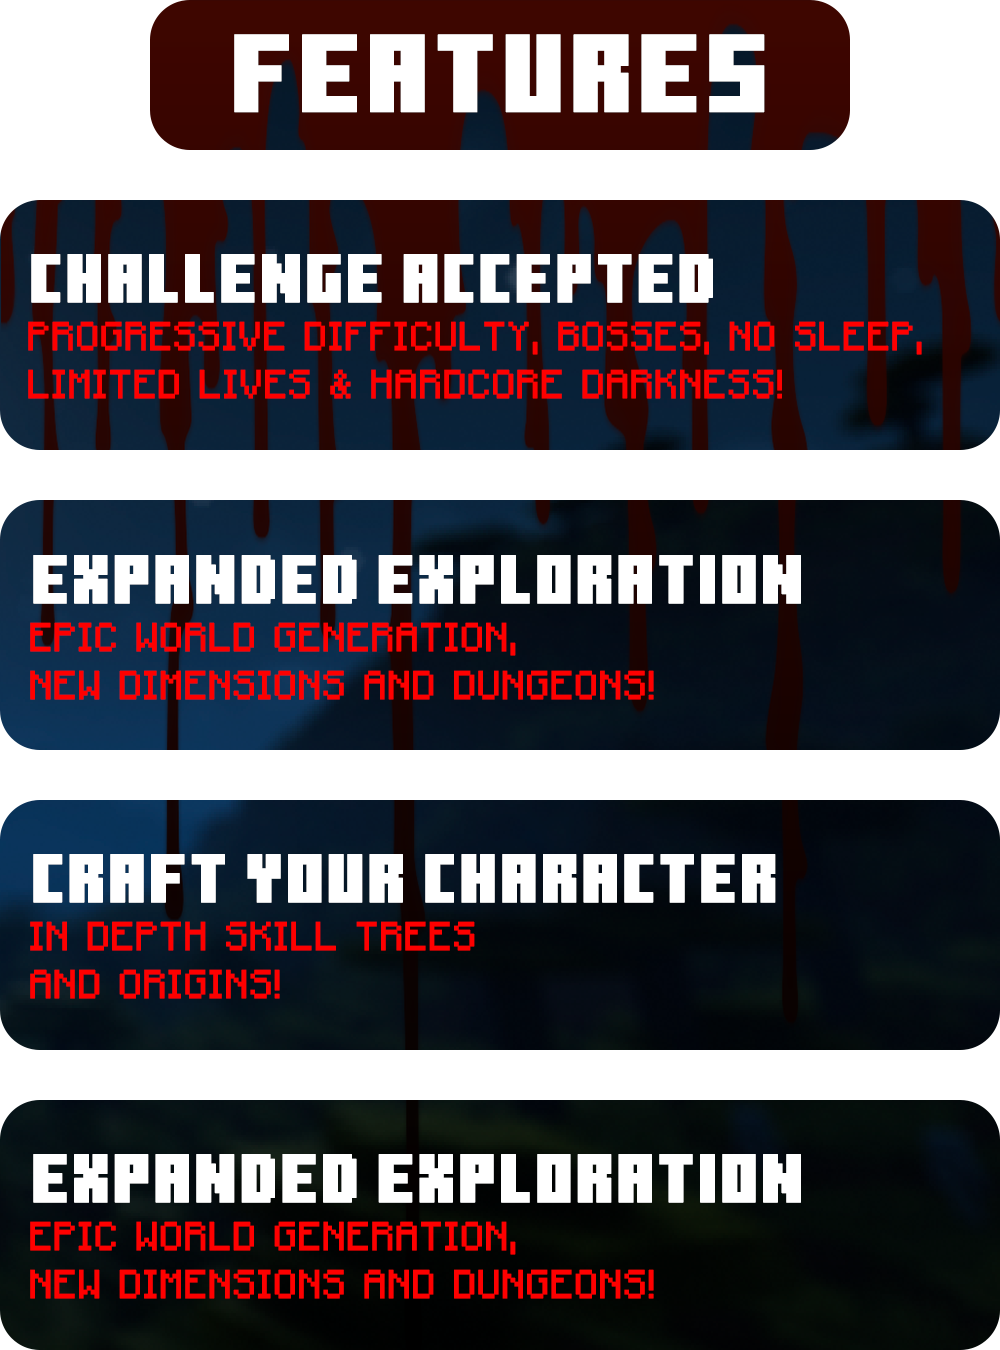 FEATURES
CHALLENGE ACCEPTED
PROGRESSIVE DIFFICULTY, BOSSES, NO SLEEP,
LIMITED LIVES & HARDCORE DARKNESS!
EXPANDED EXPLORATION
EPIC WORLD GENERATION,
NEW DIMENSIONS AND DUNGEONS!
CRAFT YOUR CHARACTER
IN DEPTH SKILL TREES
AND ORIGINS!
EXPANDED EXPLORATION
EPIC WORLD GENERATION,
NEW DIMENSIONS AND DUNGEONS!